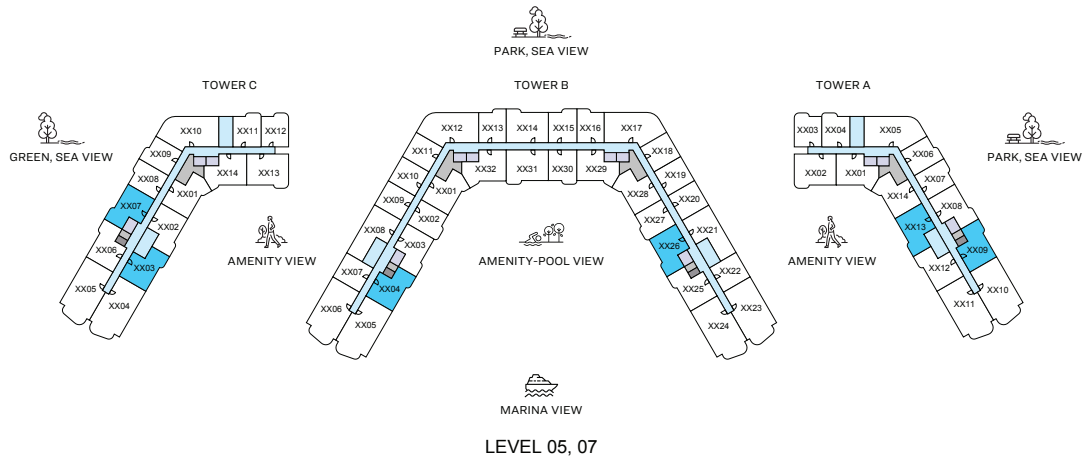 PARK, SEA VIEW
TOWER C
TOWER B
TOWER A
GREEN, SEA VIEW
PARK, SEA VIEW
XX10
XX11
XX12
XX09
XX08
XX14
XX13
XX07
XX01
XX02
XX06
XX03
XX05
XX04
AMENITY VIEW
XX12
XX13
XX14
XX15
XX16
XX17
XX11
XX18
XX10
XX01
XX32
XX31
XX30
XX29
XX28
XX19
XX09
XX02
XX27
XX20
XX08
XX03
XX26
XX21
XX07
XX04
XX25
XX22
XX06
XX05
XX24
XX23
AMENITY-POOL VIEW
XX03
XX04
XX05
XX02
XX01
XX06
XX14
XX07
XX13
XX08
XX12
XX09
XX11
XX10
AMENITY VIEW
MARINA VIEW
LEVEL 05, 07